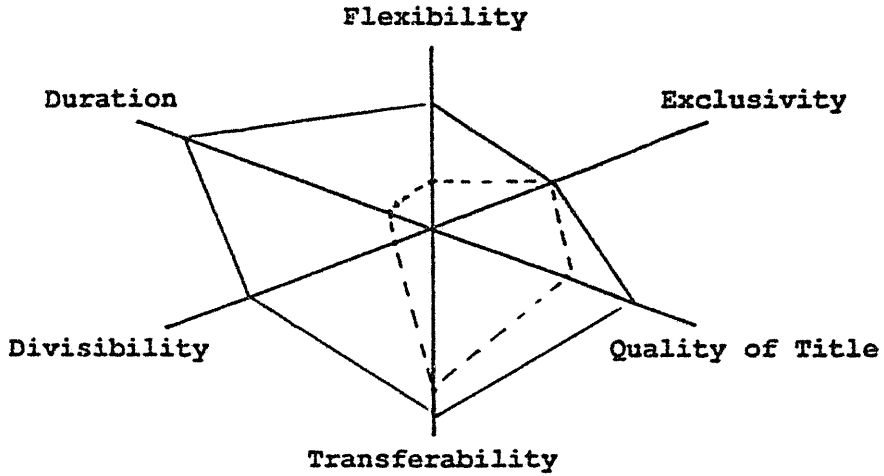 Flexibility
Duration
Exclusivity
Divisibility
Quality of Title
Transferability